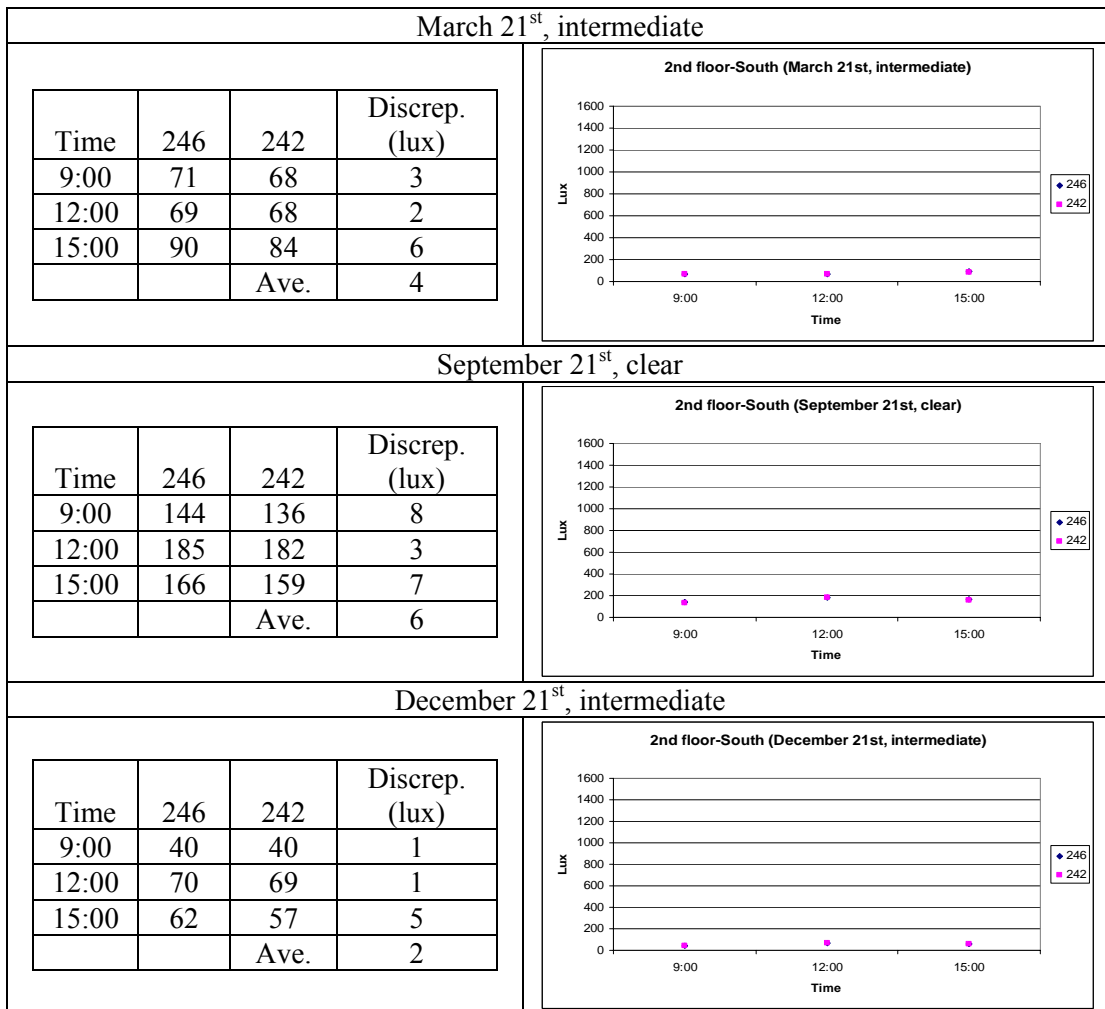 March 21st, intermediate
Time 246 242 Discrep. (lux)
9:00 71 68 3
12:00 69 68 2
15:00 90 84 6
Ave. 4
2nd floor-South (March 21st, intermediate)
1600
1400
1200
1000
800
600
400
200
0
Lux
9:00 12:00 15:00
Time
246
242
September 21st, clear
Time 246 242 Discrep. (lux)
9:00 144 136 8
12:00 185 182 3
15:00 166 159 7
Ave. 6
2nd floor-South (September 21st, clear)
1600
1400
1200
1000
800
600
400
200
0
Lux
9:00 12:00 15:00
Time
246
242
December 21st, intermediate
Time 246 242 Discrep. (lux)
9:00 40 40 1
12:00 70 69 1
15:00 62 57 5
Ave. 2
2nd floor-South (December 21st, intermediate)
1600
1400
1200
1000
800
600
400
200
0
Lux
9:00 12:00 15:00
Time
246
242